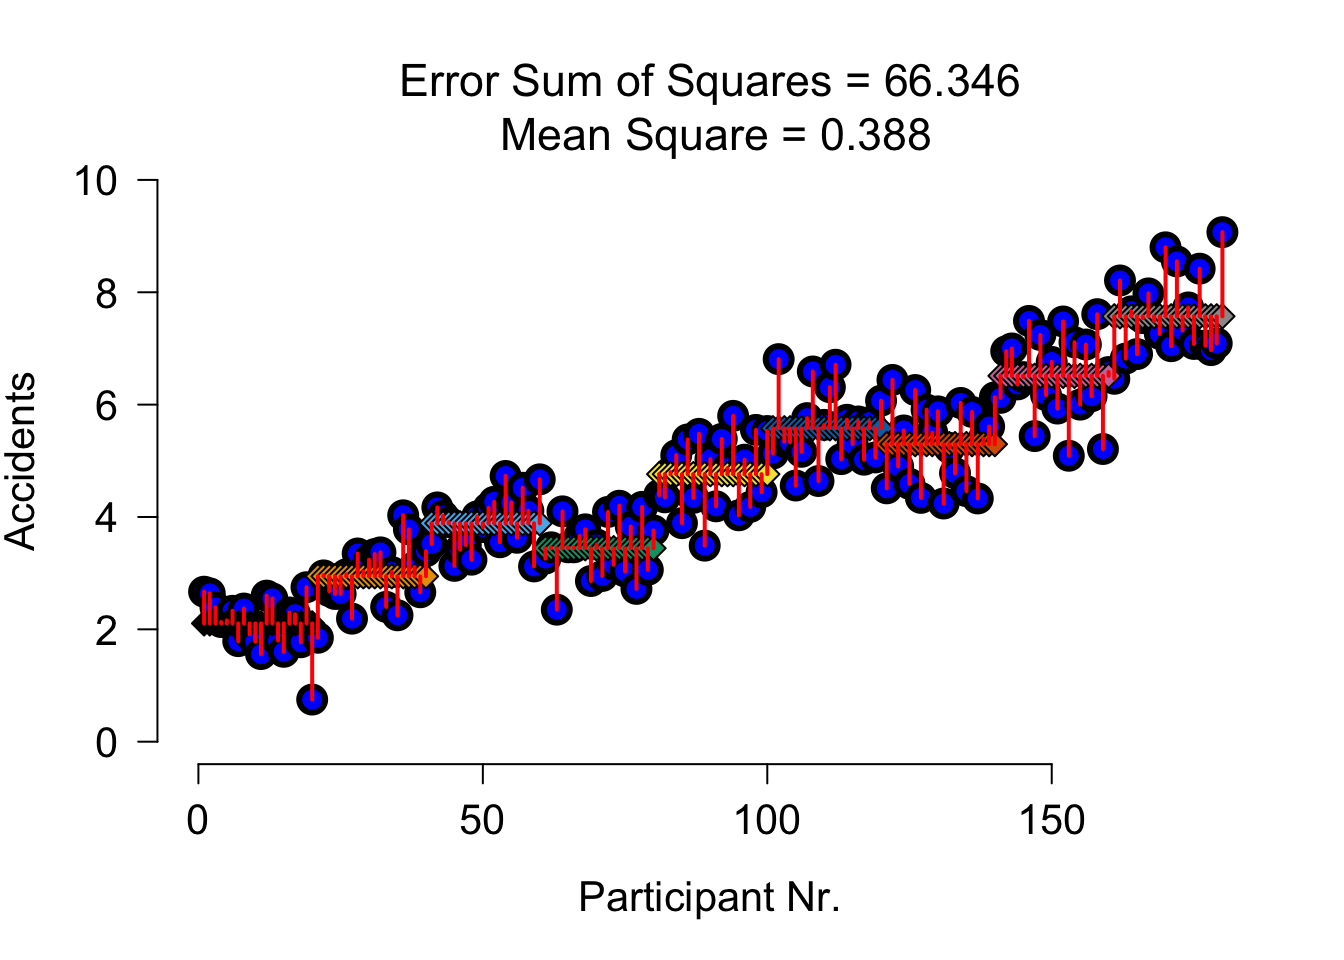 Error Sum of Squares = 66.346
Mean Square = 0.388
10
8
6
4
2
0
Accidents
0 50 100 150
Participant Nr.